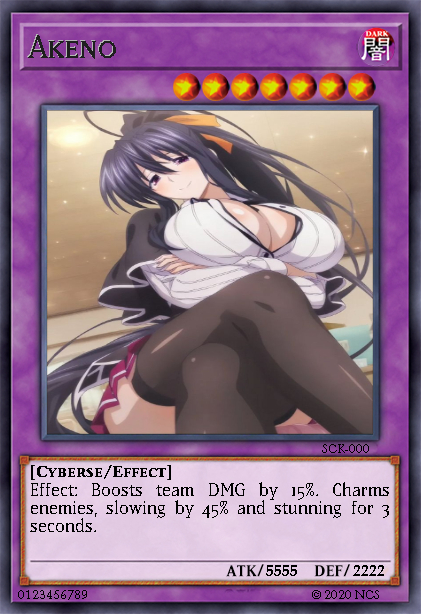 Akeno
DARK
闇
SCK-000
[Cyberse/Effect]
Effect: Boosts team DMG by 15%. Charms
enemies, slowing by 45% and stunning for 3
seconds.
ATK/5555 DEF/2222
0123456789 © 2020 NCS